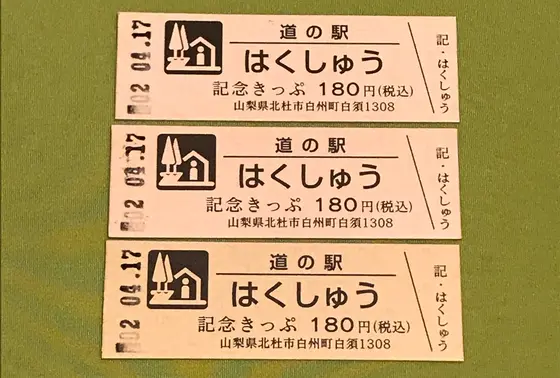 02 04.17
道の駅
はくしゅう
記念きっぷ 180円(税込)
山梨県北杜市白州町白須1308
記・はくしゅう
02 04.17
道の駅
はくしゅう
記念きっぷ 180円(税込)
山梨県北杜市白州町白須1308
記・はくしゅう
02 04.17
道の駅
はくしゅう
記念きっぷ 180円(税込)
山梨県北杜市白州町白須1308
記・はくしゅう